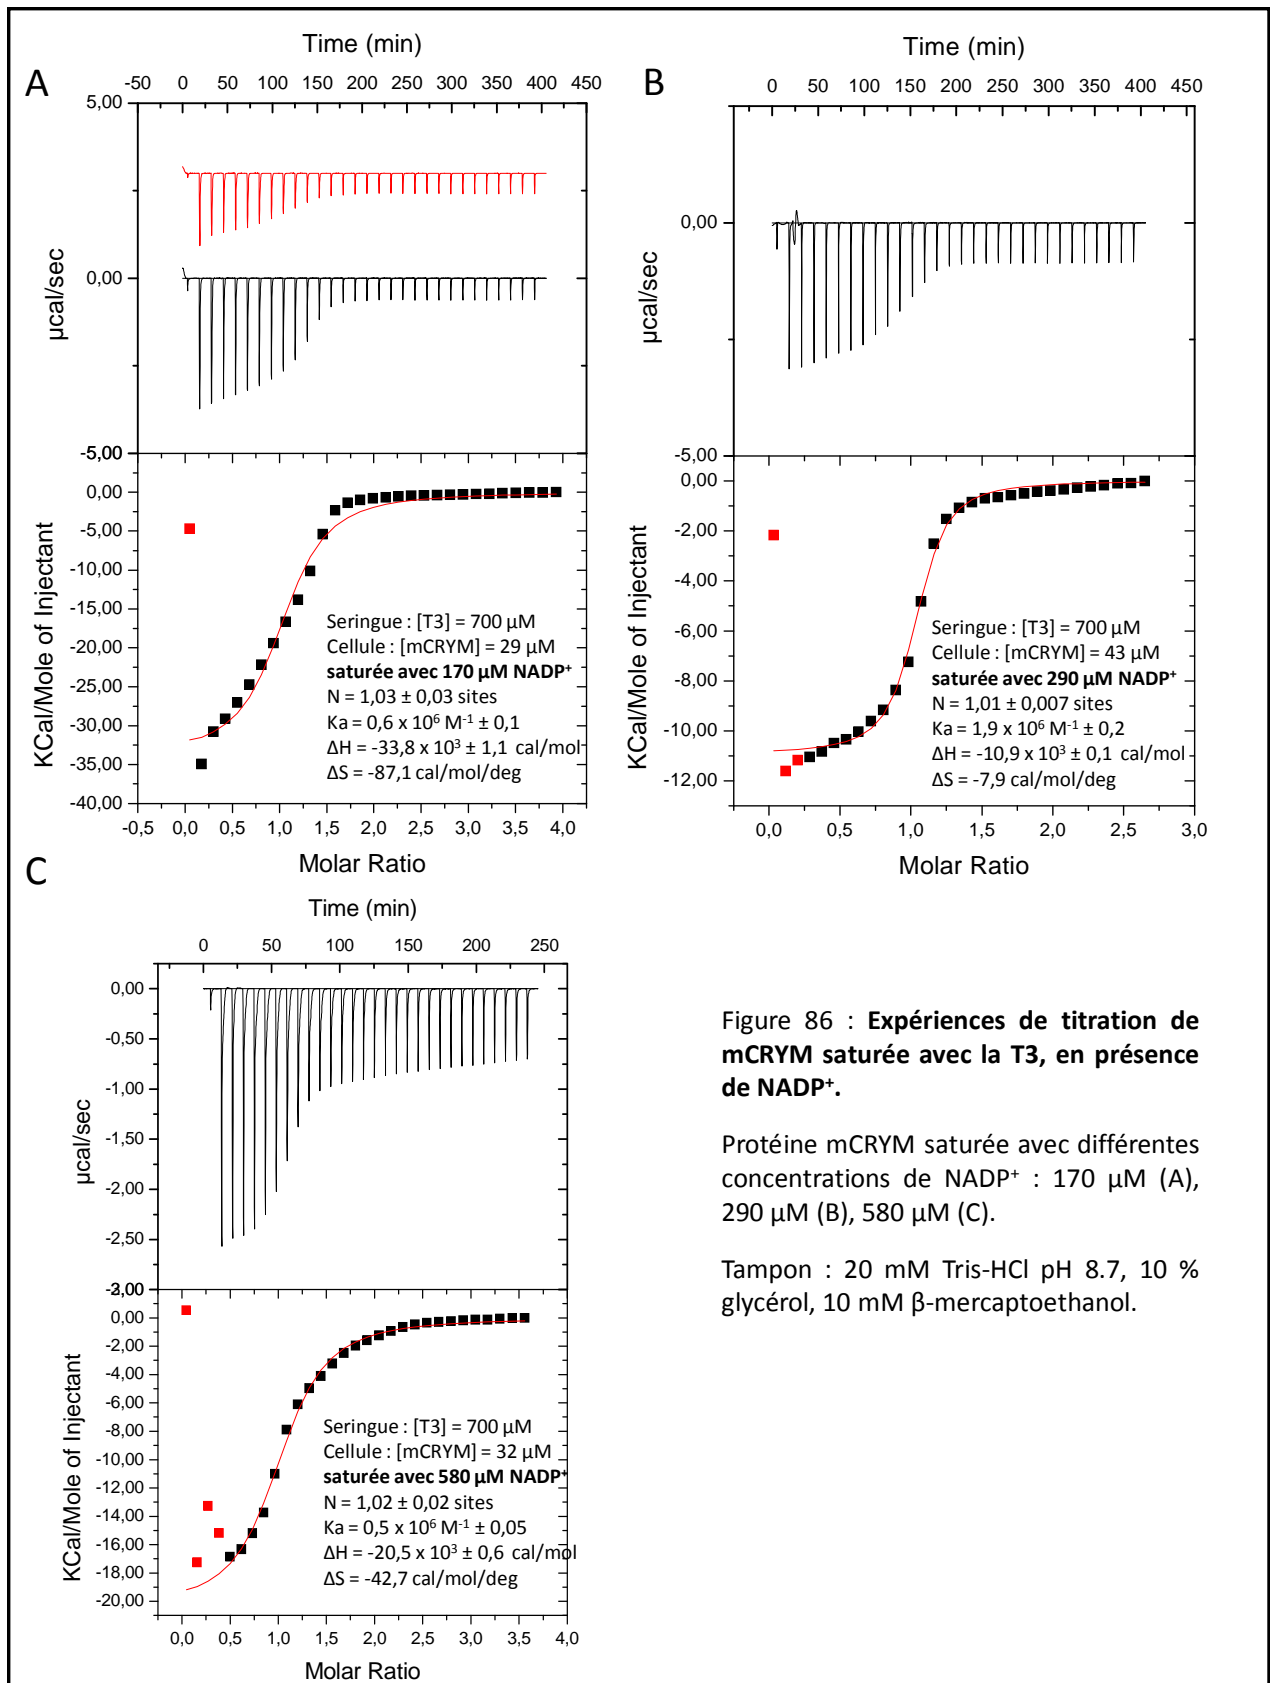 A
Time (min)
-50 0 50 100 150 200 250 300 350 400 450
5,00
0,00
-5,00
µcal/sec
0,00
-5,00
-10,00
-15,00
-20,00
-25,00
-30,00
-35,00
-40,00
KCal/Mole of Injectant
Seringue : [T3] = 700 µM
Cellule : [mCRYM] = 29 µM
saturée avec 170 µM NADP⁺
N = 1,03 ± 0,03 sites
Ka = 0,6 x 10⁶ M⁻¹ ± 0,1
ΔH = -33,8 x 10³ ± 1,1 cal/mol
ΔS = -87,1 cal/mol/deg
-0,5 0,0 0,5 1,0 1,5 2,0 2,5 3,0 3,5 4,0
Molar Ratio
B
Time (min)
0 50 100 150 200 250 300 350 400 450
0,00
-5,00
µcal/sec
0,00
-2,00
-4,00
-6,00
-8,00
-10,00
-12,00
KCal/Mole of Injectant
Seringue : [T3] = 700 µM
Cellule : [mCRYM] = 43 µM
saturée avec 290 µM NADP⁺
N = 1,01 ± 0,007 sites
Ka = 1,9 x 10⁶ M⁻¹ ± 0,2
ΔH = -10,9 x 10³ ± 0,1 cal/mol
ΔS = -7,9 cal/mol/deg
0,0 0,5 1,0 1,5 2,0 2,5 3,0
Molar Ratio
C
Time (min)
0 50 100 150 200 250
0,00
-0,50
-1,00
-1,50
-2,00
-2,50
µcal/sec
0,00
-2,00
-4,00
-6,00
-8,00
-10,00
-12,00
-14,00
-16,00
-18,00
-20,00
KCal/Mole of Injectant
Seringue : [T3] = 700 µM
Cellule : [mCRYM] = 32 µM
saturée avec 580 µM NADP⁺
N = 1,02 ± 0,02 sites
Ka = 0,5 x 10⁶ M⁻¹ ± 0,05
ΔH = -20,5 x 10³ ± 0,6 cal/mol
ΔS = -42,7 cal/mol/deg
0,0 0,5 1,0 1,5 2,0 2,5 3,0 3,5 4,0
Molar Ratio
Figure 86 : Expériences de titration de
mCRYM saturée avec la T3, en présence
de NADP⁺.
Protéine mCRYM saturée avec différentes
concentrations de NADP⁺ : 170 µM (A),
290 µM (B), 580 µM (C).
Tampon : 20 mM Tris-HCl pH 8.7, 10 %
glycérol, 10 mM β-mercaptoethanol.